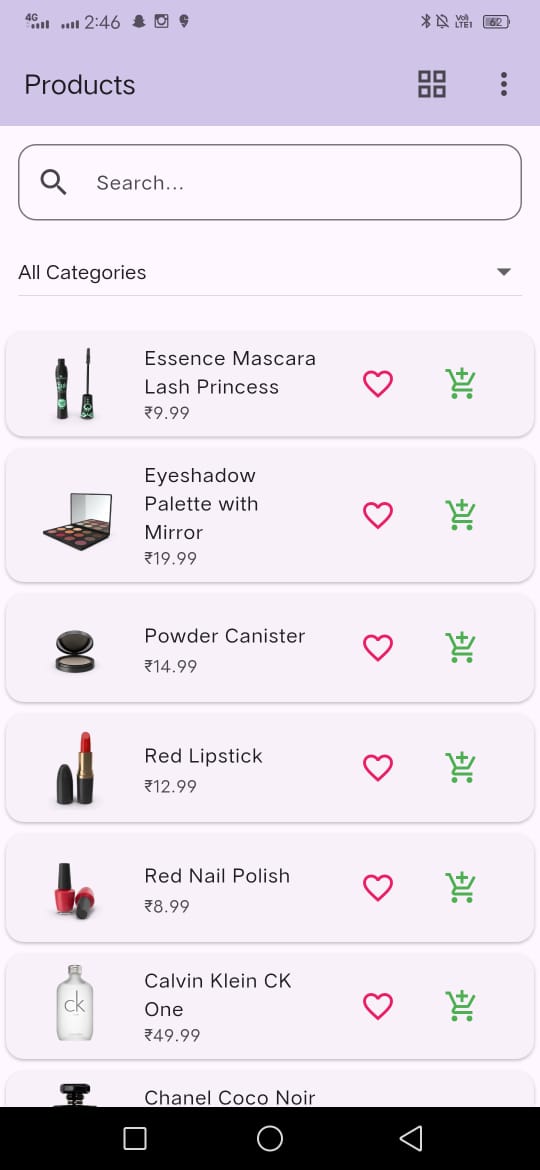 4G 2:46 Vo) LTE1 62
Products
Search...
All Categories
Essence Mascara
Lash Princess
₹9.99
Eyeshadow
Palette with
Mirror
₹19.99
Powder Canister
₹14.99
Red Lipstick
₹12.99
Red Nail Polish
₹8.99
ck
Calvin Klein CK
One
₹49.99
Chanel Coco Noir